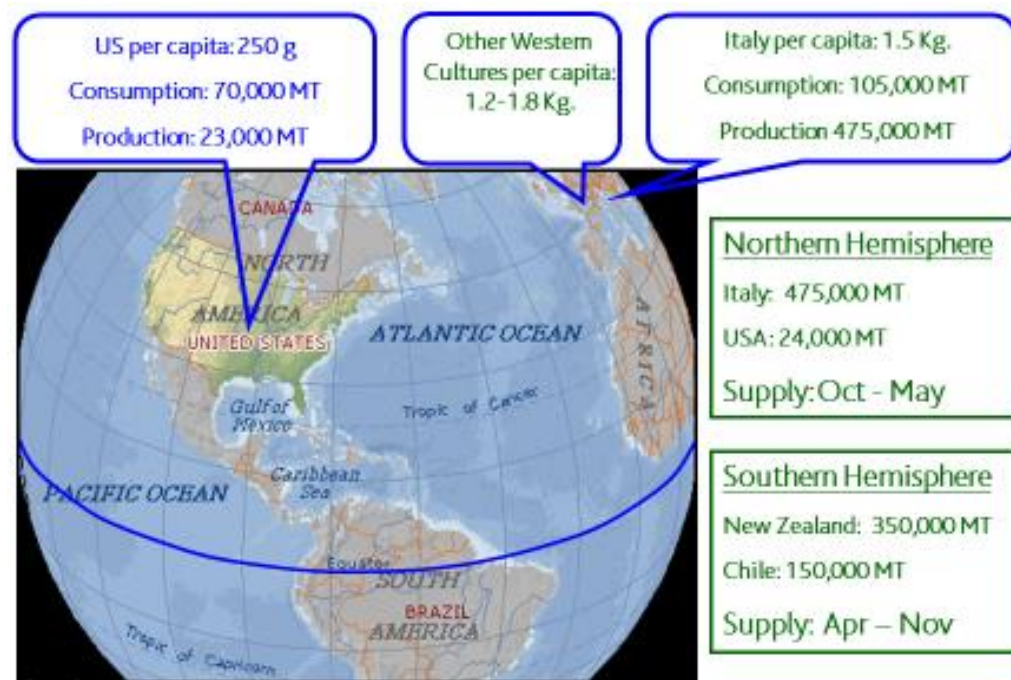 US per capita: 250 g
Consumption: 70,000 MT
Production: 23,000 MT
Other Western
Cultures per capita:
1.2-1.8 Kg.
Italy per capita: 1.5 Kg.
Consumption: 105,000 MT
Production 475,000 MT
CANADA
NORTH
AMERICA
UNITED STATES
ATLANTIC OCEAN
AFRICA
Gulf of
Mexico
Tropic of Cancer
Caribbean
Sea
PACIFIC OCEAN
Equator
SOUTH
BRAZIL
AMERICA
Tropic of Capricorn
Northern Hemisphere
Italy: 475,000 MT
USA: 24,000 MT
Supply: Oct - May
Southern Hemisphere
New Zealand: 350,000 MT
Chile: 150,000 MT
Supply: Apr – Nov